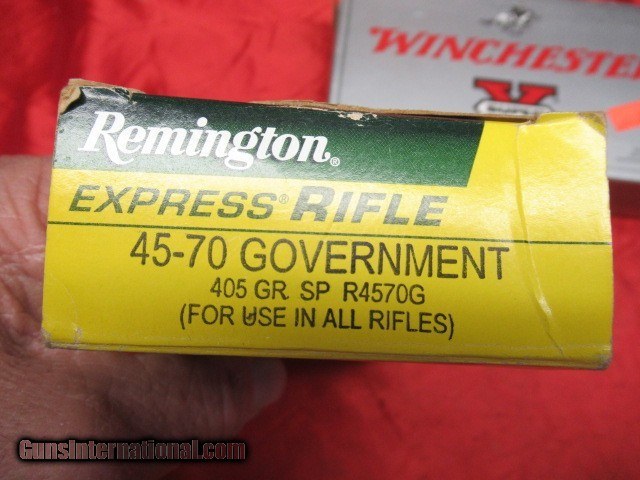 WINCHESTER
X
Remington®
EXPRESS® RIFLE
45-70 GOVERNMENT
405 GR. SP R4570G
(FOR USE IN ALL RIFLES)
GunsInternational.com